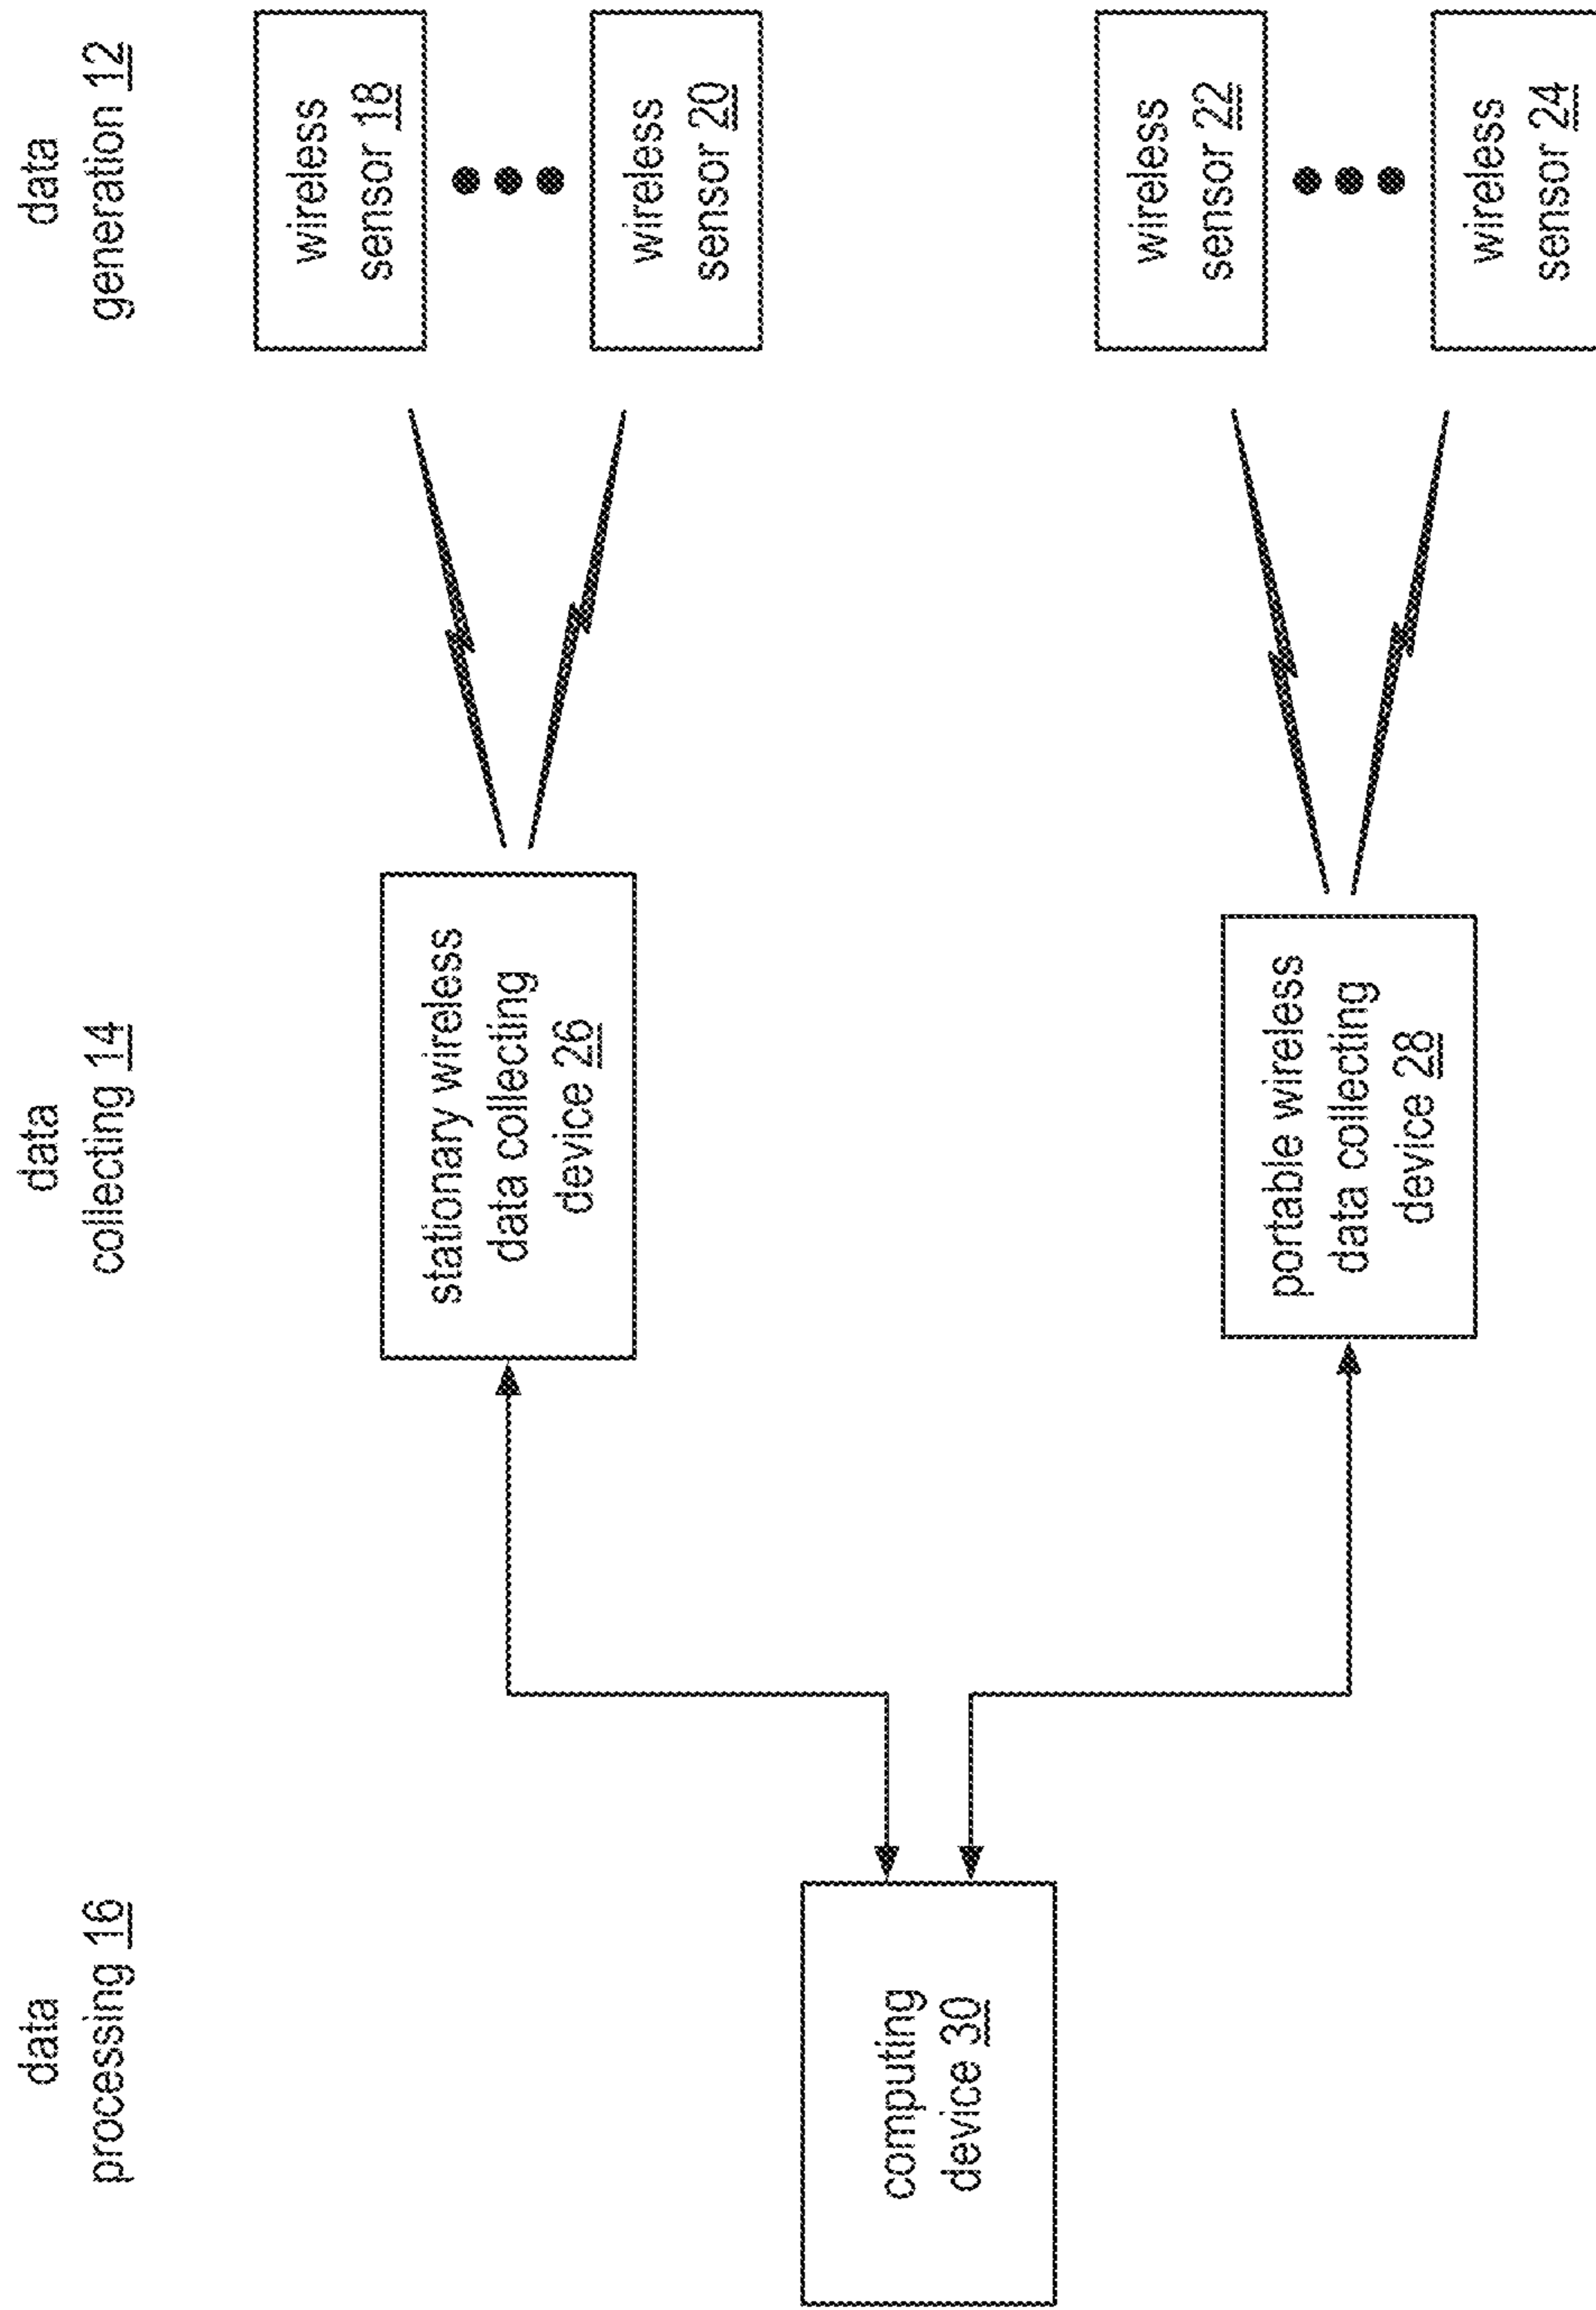 data
processing 16
data
collecting 14
data
generation 12
computing
device 30
stationary wireless
data collecting
device 26
portable wireless
data collecting
device 28
wireless
sensor 18
wireless
sensor 20
wireless
sensor 22
wireless
sensor 24